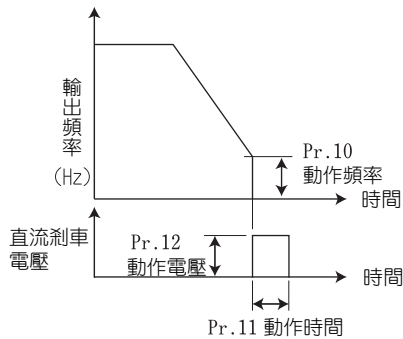 輸出頻率
(Hz)
Pr.10
動作頻率
時間
直流剎車
電壓
Pr.12
動作電壓
時間
Pr.11 動作時間